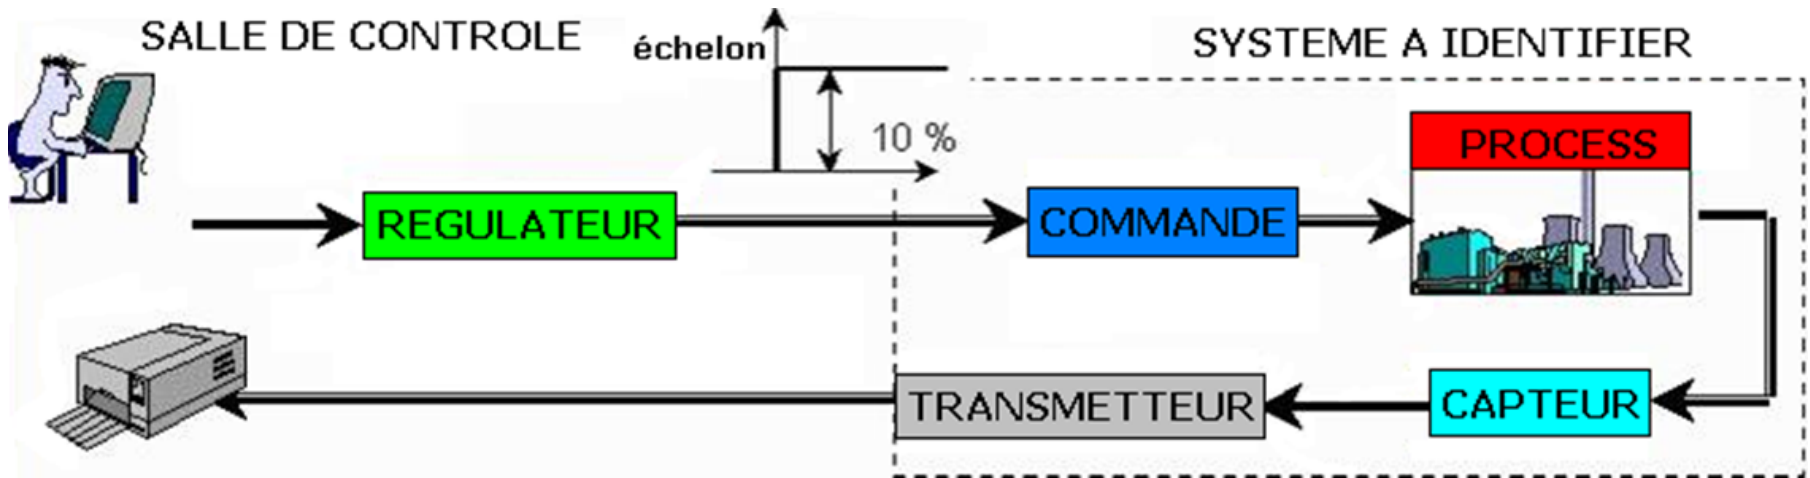 SALLE DE CONTROLE
échelon
SYSTEME A IDENTIFIER
10 %
PROCESS
REGULATEUR
COMMANDE
TRANSMETTEUR
CAPTEUR